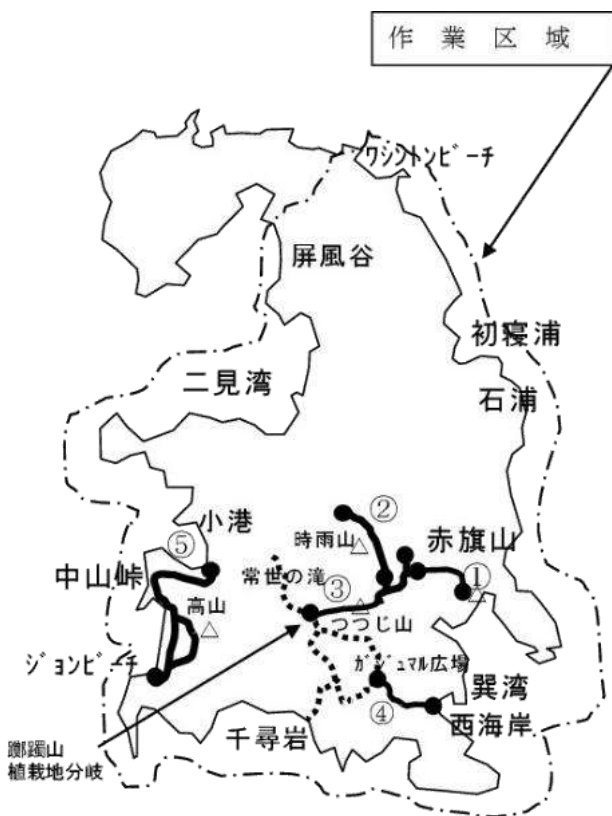 作業区域
ワシントンビーチ
屏風谷
初寝浦
二見湾
石浦
②
小港
時雨山
赤旗山
⑤
中山峠
常世の滝
③
①
高山
つつじ山
ジョンビーチ
ガジュマル広場
巽湾
④
西海岸
千尋岩
躑躅山
植栽地分岐